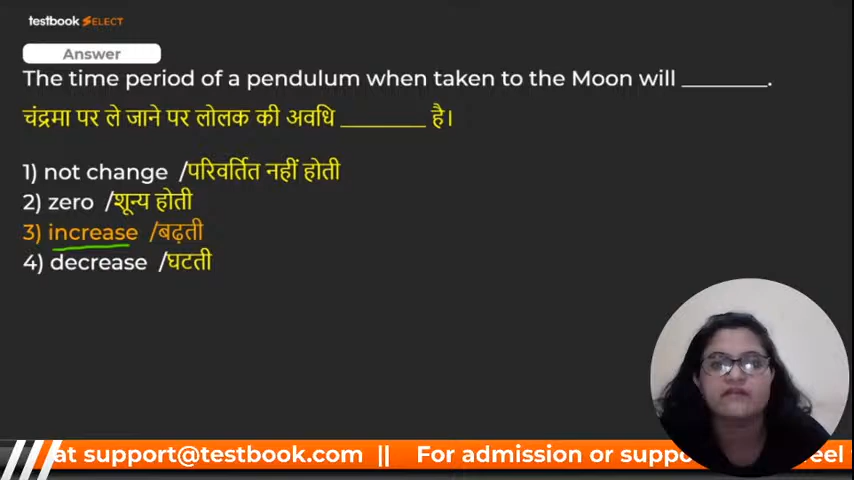 testbook SELECT
Answer
The time period of a pendulum when taken to the Moon will ________.
चंद्रमा पर ले जाने पर लोलक की अवधि ________ है।
1) not change /परिवर्तित नहीं होती
2) zero /शून्य होती
3) increase /बढ़ती
4) decrease /घटती
at support@testbook.com || For admission or suppo